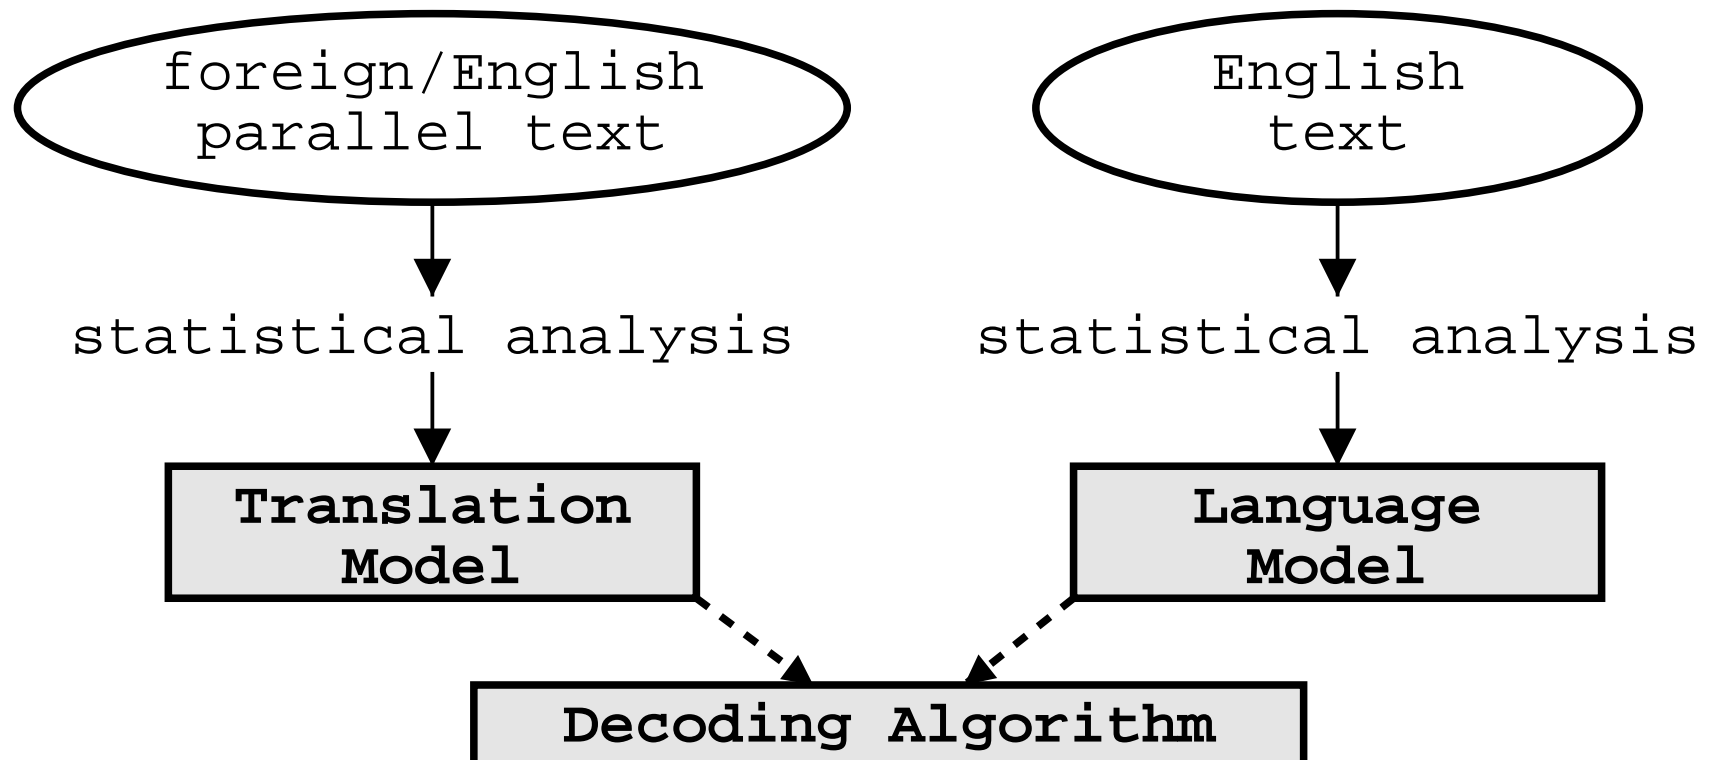 foreign/English
parallel text
English
text
statistical analysis
statistical analysis
Translation
Model
Language
Model
Decoding Algorithm